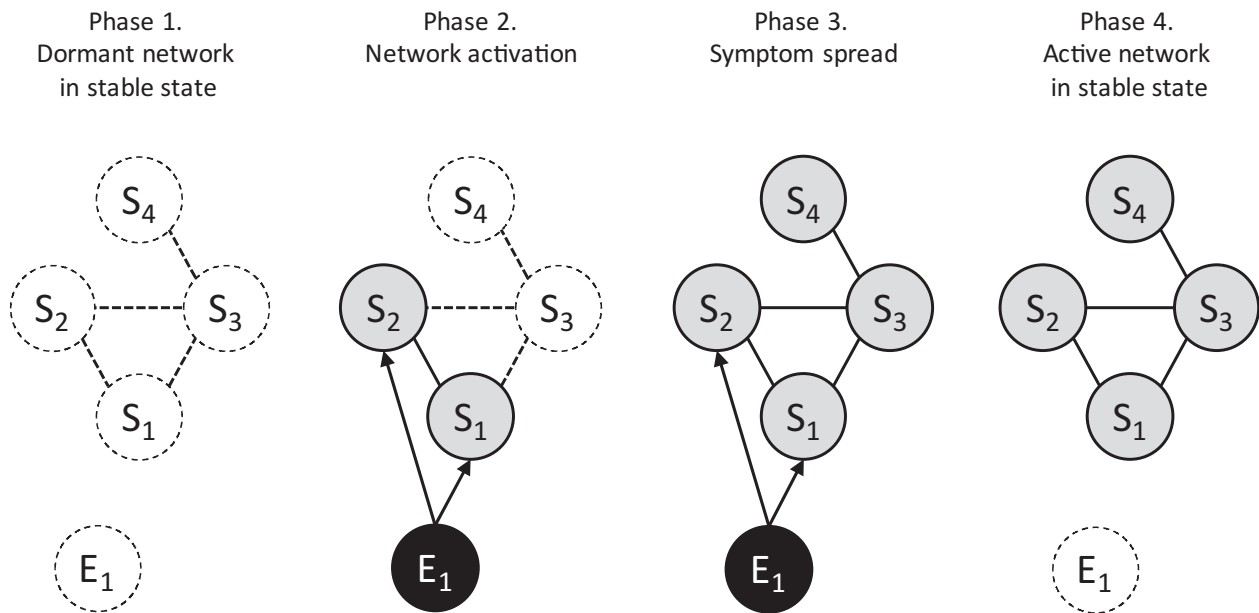 Phase 1.
Dormant network
in stable state
Phase 2.
Network activation
Phase 3.
Symptom spread
Phase 4.
Active network
in stable state
S4
S2
S3
S1
E1
S4
S2
S3
S1
E1
S4
S2
S3
S1
E1
S4
S2
S3
S1
E1